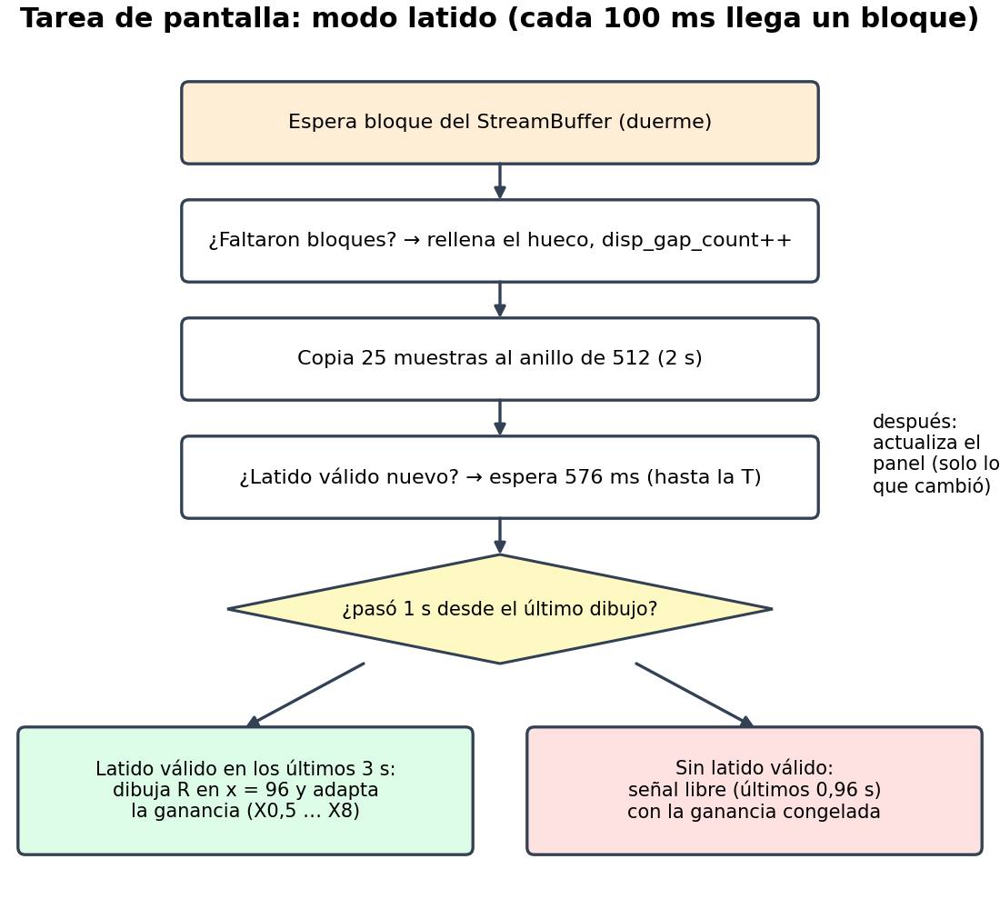 Tarea de pantalla: modo latido (cada 100 ms llega un bloque)
Espera bloque del StreamBuffer (duerme)
¿Faltaron bloques? → rellena el hueco, disp_gap_count++
Copia 25 muestras al anillo de 512 (2 s)
¿Latido válido nuevo? → espera 576 ms (hasta la T)
después:
actualiza el
panel (solo lo
que cambió)
¿pasó 1 s desde el último dibujo?
Latido válido en los últimos 3 s:
dibuja R en x = 96 y adapta
la ganancia (X0,5 ... X8)
Sin latido válido:
señal libre (últimos 0,96 s)
con la ganancia congelada